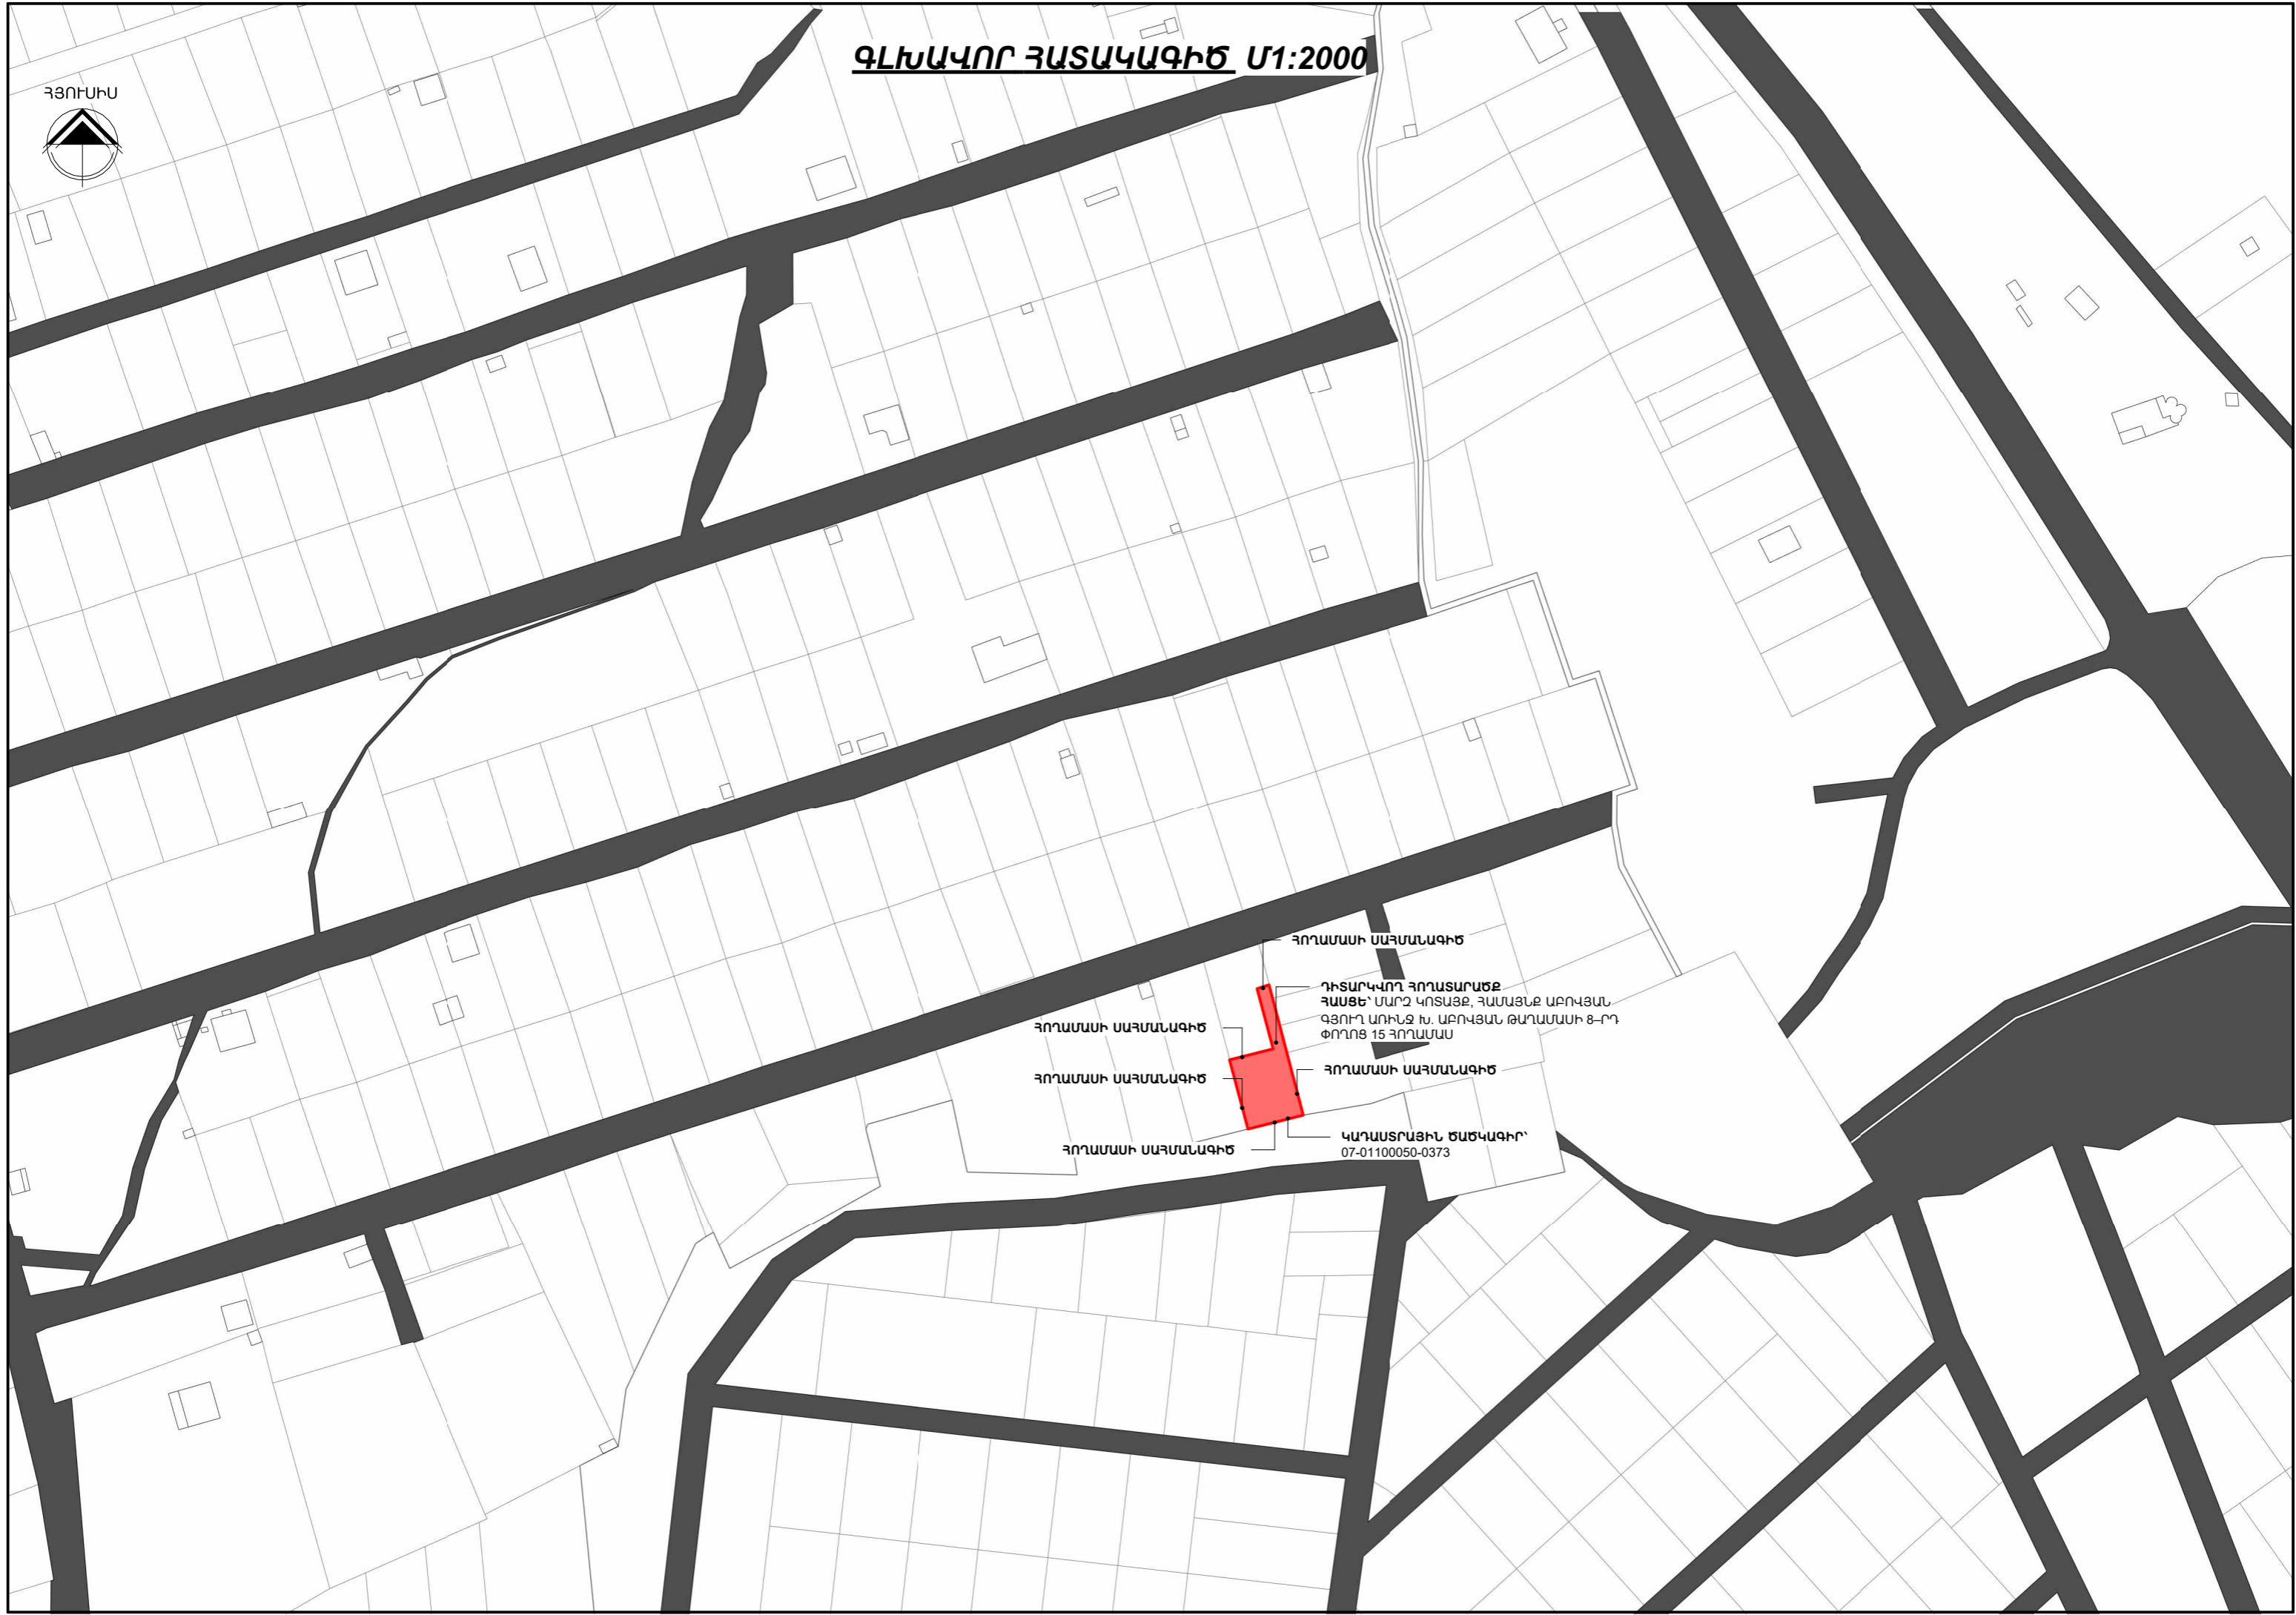 ԳԼԽԱՎՈՐ ՀԱՏԱԿԱԳԻԾ Մ1:2000
ՀՅՈՒՍԻՍ
ՀՈՂԱՄԱՍԻ ՍԱՀՄԱՆԱԳԻԾ
ԴԻՏԱՐԿՎՈՂ ՀՈՂԱՏԱՐԱԾՔ
ՀԱՍՑԵ՝ ՄԱՐԶ ԿՈՏԱՅՔ, ՀԱՄԱՅՆՔ ԱԲՈՎՅԱՆ
ԳՅՈՒՂ ԱՌԻՆՋ Խ. ԱԲՈՎՅԱՆ ԹԱՂԱՄԱՍԻ 8–ՐԴ
ՓՈՂՈՑ 15 ՀՈՂԱՄԱՍ
ՀՈՂԱՄԱՍԻ ՍԱՀՄԱՆԱԳԻԾ
ՀՈՂԱՄԱՍԻ ՍԱՀՄԱՆԱԳԻԾ
ՀՈՂԱՄԱՍԻ ՍԱՀՄԱՆԱԳԻԾ
ՀՈՂԱՄԱՍԻ ՍԱՀՄԱՆԱԳԻԾ
ԿԱԴԱՍՏՐԱՅԻՆ ԾԱԾԿԱԳԻՐ՝
07-01100050-0373